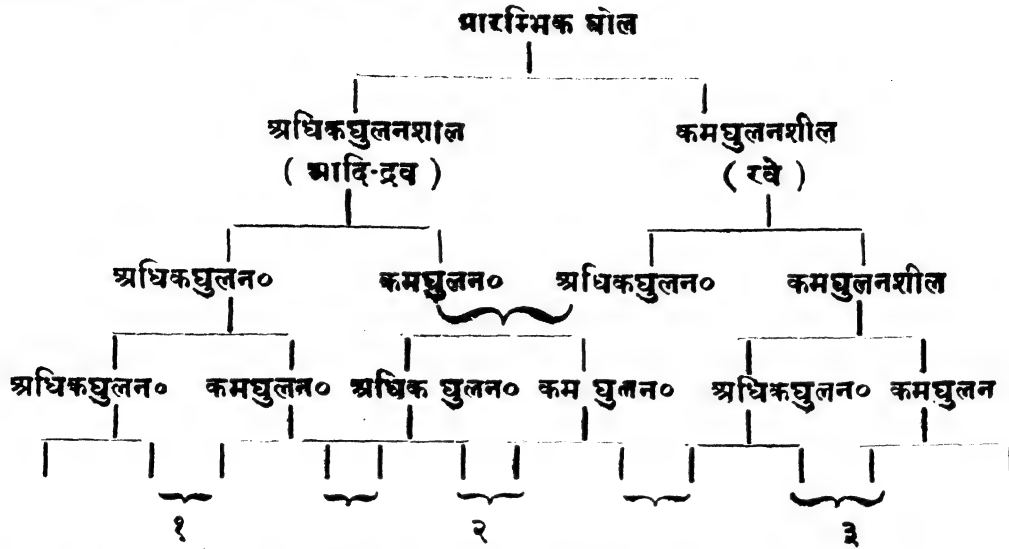 प्रारम्भिक घोल
अधिकघुलनशील कमघुलनशील
( आदि-द्रव ) ( रवे )
अधिकघुलन० कमघुलन० अधिकघुलन० कमघुलनशील
अधिकघुलन० कमघुलन० अधिक घुलन० कम घुलन० अधिकघुलन० कमघुलन
१ २ ३